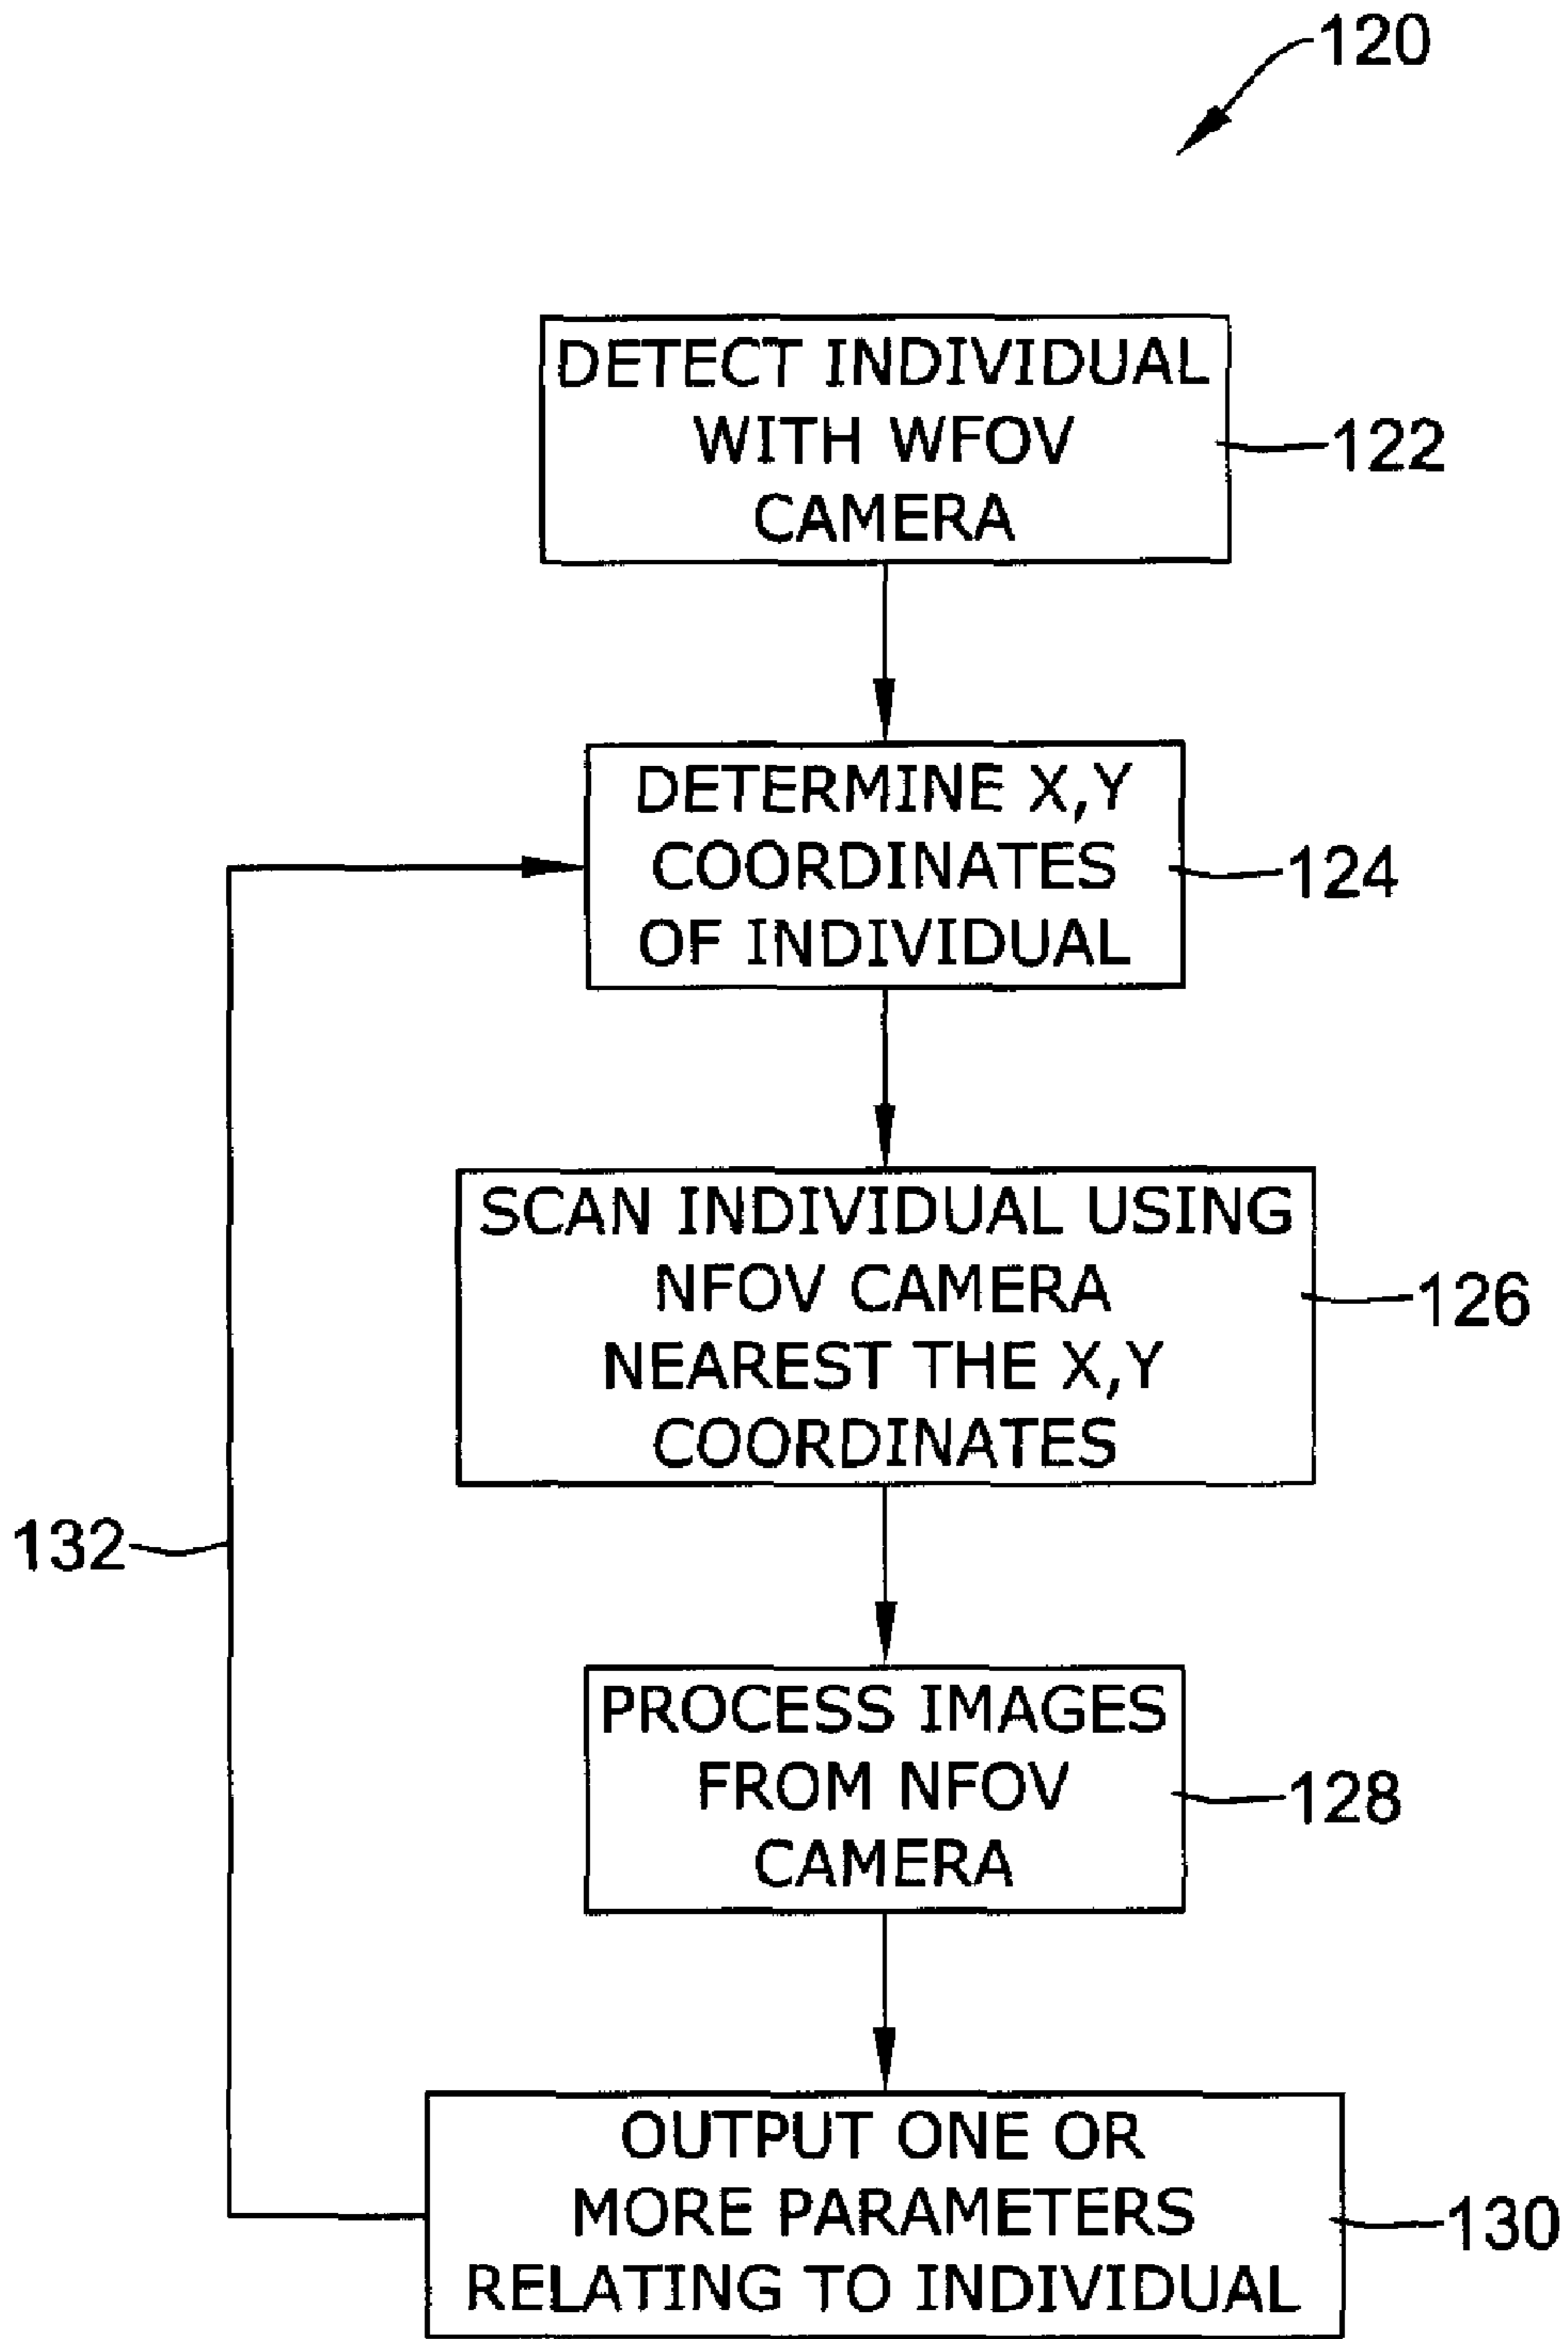 120
DETECT INDIVIDUAL
WITH WFOV
CAMERA
122
DETERMINE X,Y
COORDINATES
OF INDIVIDUAL
124
SCAN INDIVIDUAL USING
NFOV CAMERA
NEAREST THE X,Y
COORDINATES
126
132
PROCESS IMAGES
FROM NFOV
CAMERA
128
OUTPUT ONE OR
MORE PARAMETERS
RELATING TO INDIVIDUAL
130